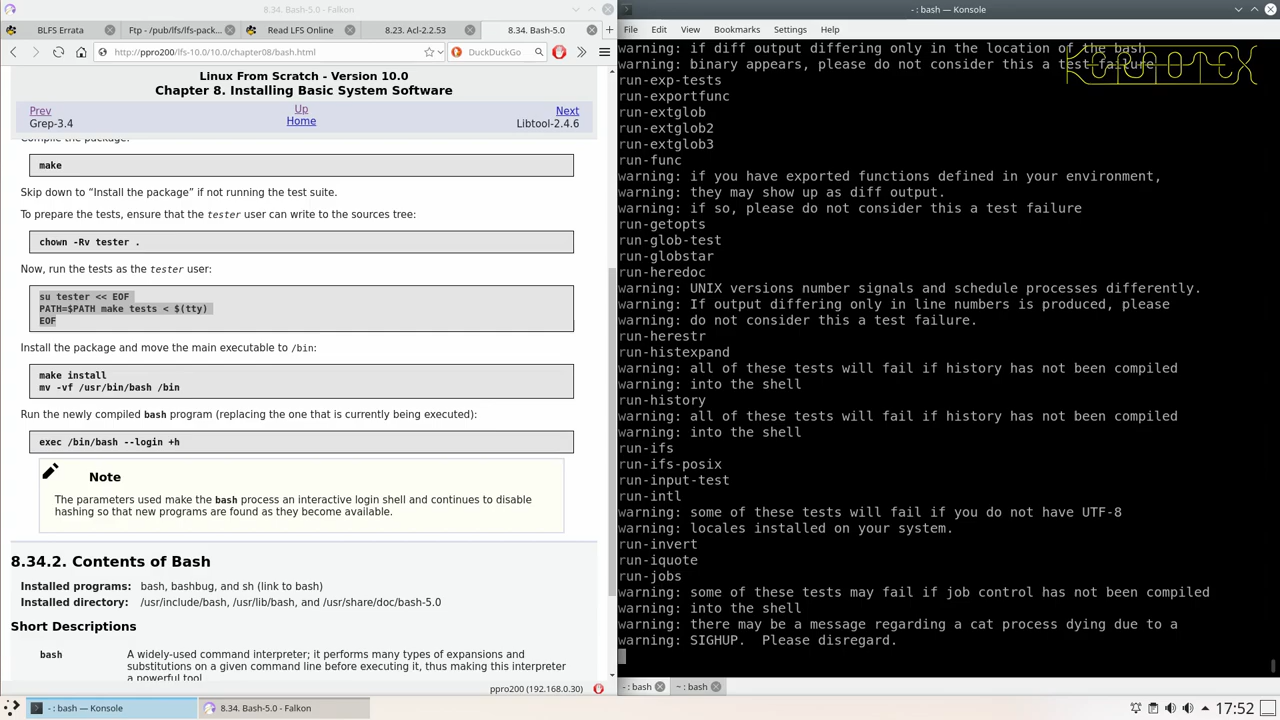 8.34. Bash-5.0 - Falkon
BLFS Errata
Ftp - /pub/lfs/lfs-pack...
Read LFS Online
8.23. Acl-2.2.53
8.34. Bash-5.0
http://ppro200/lfs-10.0/10.0/chapter08/bash.html
DuckDuckGo
Linux From Scratch - Version 10.0
Chapter 8. Installing Basic System Software
Prev
Up
Next
Grep-3.4
Home
Libtool-2.4.6
Compile the package:
make
Skip down to “Install the package” if not running the test suite.
To prepare the tests, ensure that the tester user can write to the sources tree:
chown -Rv tester .
Now, run the tests as the tester user:
su tester << EOF
PATH=$PATH make tests < $(tty)
EOF
Install the package and move the main executable to /bin:
make install
mv -vf /usr/bin/bash /bin
Run the newly compiled bash program (replacing the one that is currently being executed):
exec /bin/bash --login +h
Note
The parameters used make the bash process an interactive login shell and continues to disable
hashing so that new programs are found as they become available.
8.34.2. Contents of Bash
Installed programs: bash, bashbug, and sh (link to bash)
Installed directory: /usr/include/bash, /usr/lib/bash, and /usr/share/doc/bash-5.0
Short Descriptions
bash
A widely-used command interpreter; it performs many types of expansions and
substitutions on a given command line before executing it, thus making this interpreter
a powerful tool
ppro200 (192.168.0.30)
- : bash — Konsole
File Edit View Bookmarks Settings Help
warning: if diff output differing only in the location of the bash
warning: binary appears, please do not consider this a test failure
run-exp-tests
run-exportfunc
run-extglob
run-extglob2
run-extglob3
run-func
warning: if you have exported functions defined in your environment,
warning: they may show up as diff output.
warning: if so, please do not consider this a test failure
run-getopts
run-glob-test
run-globstar
run-heredoc
warning: UNIX versions number signals and schedule processes differently.
warning: If output differing only in line numbers is produced, please
warning: do not consider this a test failure.
run-herestr
run-histexpand
warning: all of these tests will fail if history has not been compiled
warning: into the shell
run-history
warning: all of these tests will fail if history has not been compiled
warning: into the shell
run-ifs
run-ifs-posix
run-input-test
run-intl
warning: some of these tests will fail if you do not have UTF-8
warning: locales installed on your system.
run-invert
run-iquote
run-jobs
warning: some of these tests may fail if job control has not been compiled
warning: into the shell
warning: there may be a message regarding a cat process dying due to a
warning: SIGHUP.  Please disregard.
- : bash
~ : bash
- : bash — Konsole
8.34. Bash-5.0 - Falkon
17:52